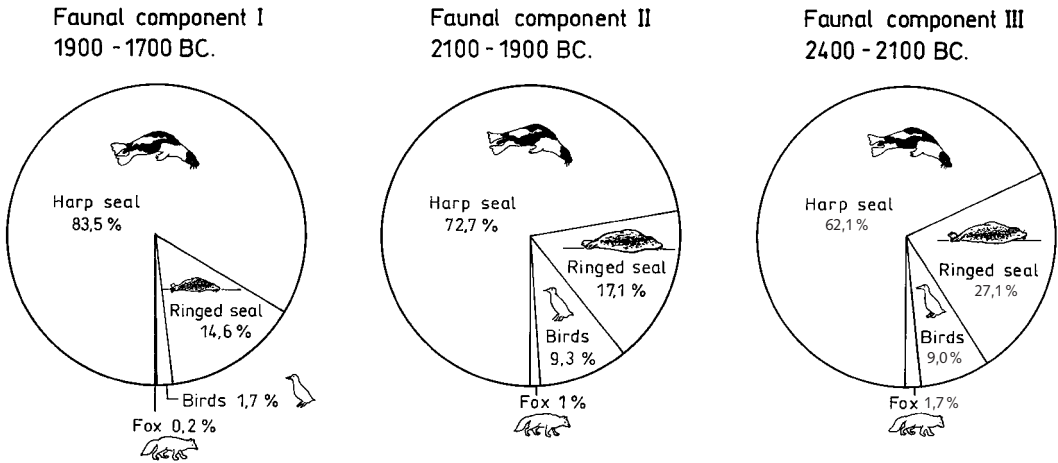 Faunal component I
1900 - 1700 BC.
Harp seal
83,5 %
Ringed seal
14,6 %
Birds 1,7 %
Fox 0,2 %
Faunal component II
2100 - 1900 BC.
Harp seal
72,7 %
Ringed seal
17,1 %
Birds
9,3 %
Fox 1 %
Faunal component III
2400 - 2100 BC.
Harp seal
62,1 %
Ringed seal
27,1 %
Birds
9,0 %
Fox 1,7 %